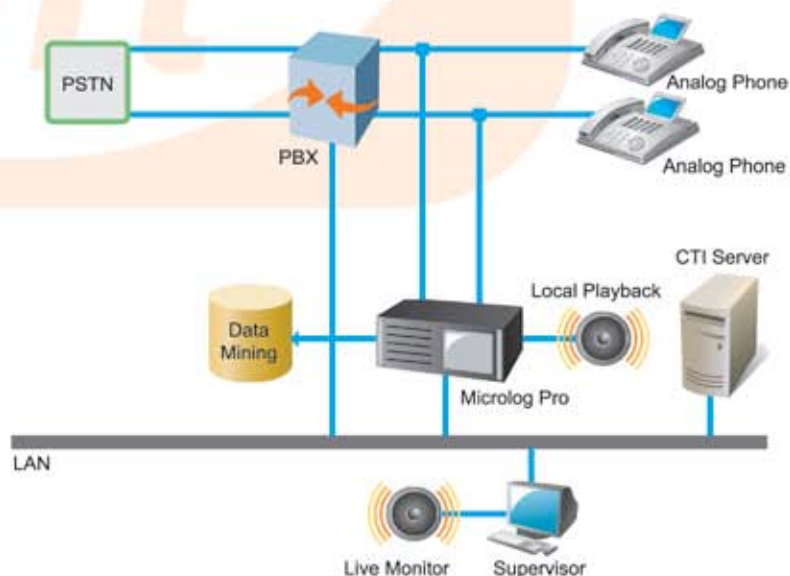 PSTN
PBX
Analog Phone
Analog Phone
CTI Server
Local Playback
Data
Mining
Microlog Pro
LAN
Live Monitor
Supervisor